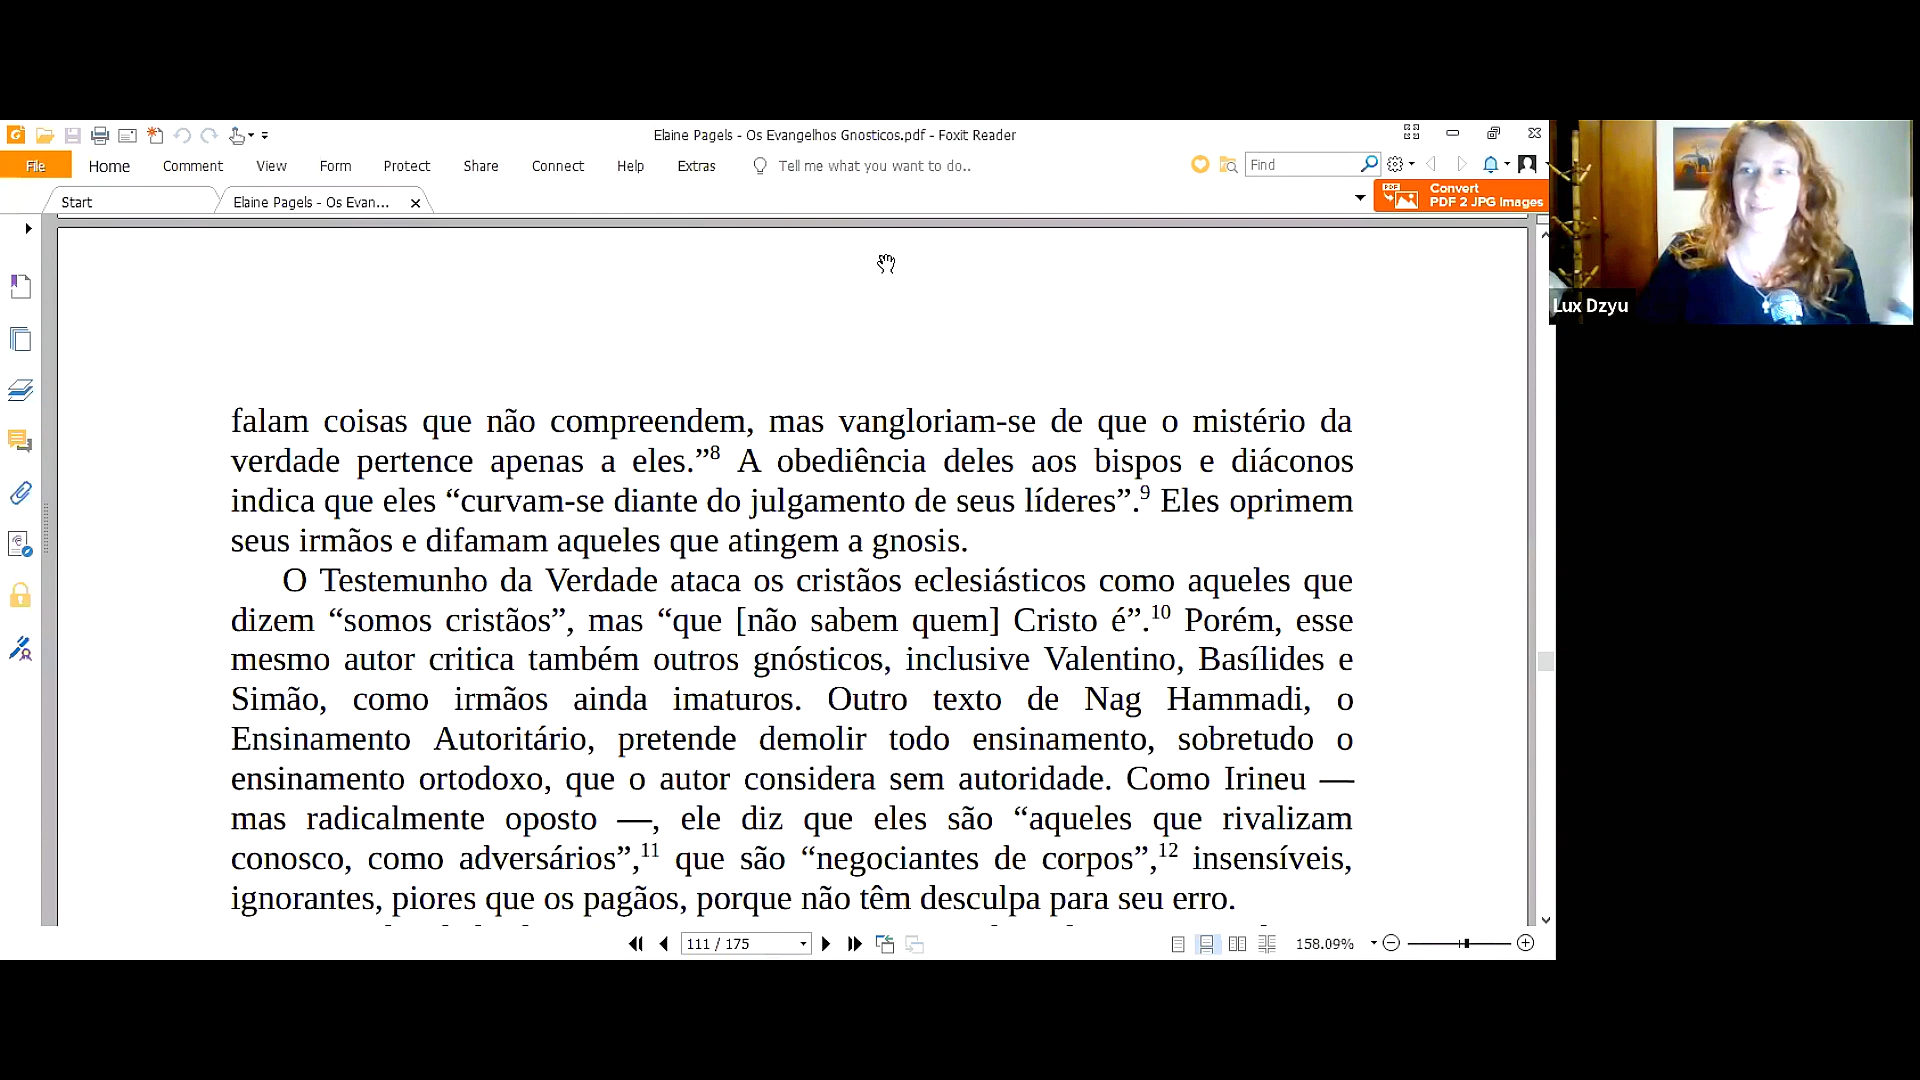 Elaine Pagels - Os Evangelhos Gnosticos.pdf - Foxit Reader
File Home Comment View Form Protect Share Connect Help Extras Tell me what you want to do.. Find
Convert
PDF 2 JPG Images
Start Elaine Pagels - Os Evan...
Lux Dzyu
falam coisas que não compreendem, mas vangloriam-se de que o mistério da
verdade pertence apenas a eles.”8 A obediência deles aos bispos e diáconos
indica que eles “curvam-se diante do julgamento de seus líderes”.9 Eles oprimem
seus irmãos e difamam aqueles que atingem a gnosis.
O Testemunho da Verdade ataca os cristãos eclesiásticos como aqueles que
dizem “somos cristãos”, mas “que [não sabem quem] Cristo é”.10 Porém, esse
mesmo autor critica também outros gnósticos, inclusive Valentino, Basílides e
Simão, como irmãos ainda imaturos. Outro texto de Nag Hammadi, o
Ensinamento Autoritário, pretende demolir todo ensinamento, sobretudo o
ensinamento ortodoxo, que o autor considera sem autoridade. Como Irineu —
mas radicalmente oposto —, ele diz que eles são “aqueles que rivalizam
conosco, como adversários”,11 que são “negociantes de corpos”,12 insensíveis,
ignorantes, piores que os pagãos, porque não têm desculpa para seu erro.
111 / 175 158.09%